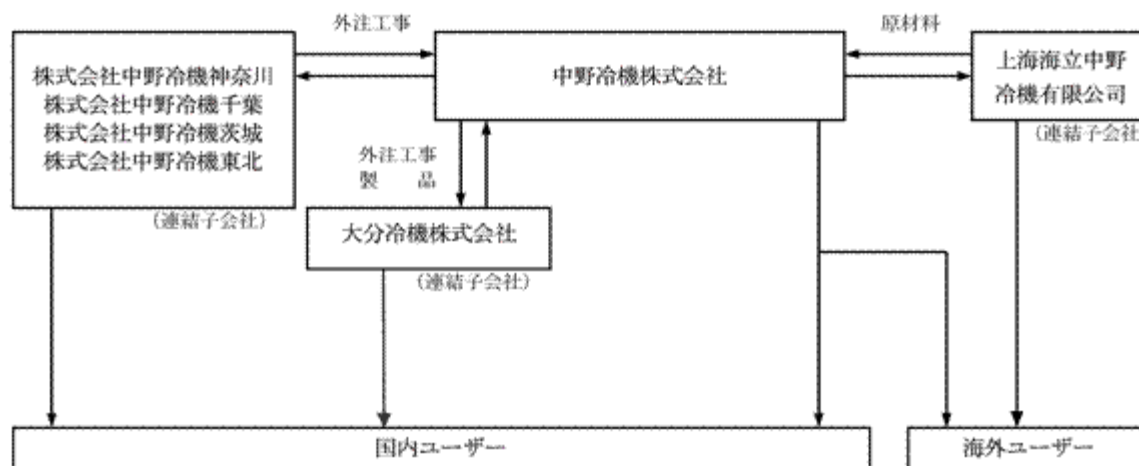 外注工事
原材料
株式会社中野冷機神奈川
株式会社中野冷機千葉
株式会社中野冷機茨城
株式会社中野冷機東北
(連結子会社)
中野冷機株式会社
上海海立中野
冷機有限公司
(連結子会社
外注工事
製 品
大分冷機株式会社
(連結子会社)
国内ユーザー
海外ユーザー